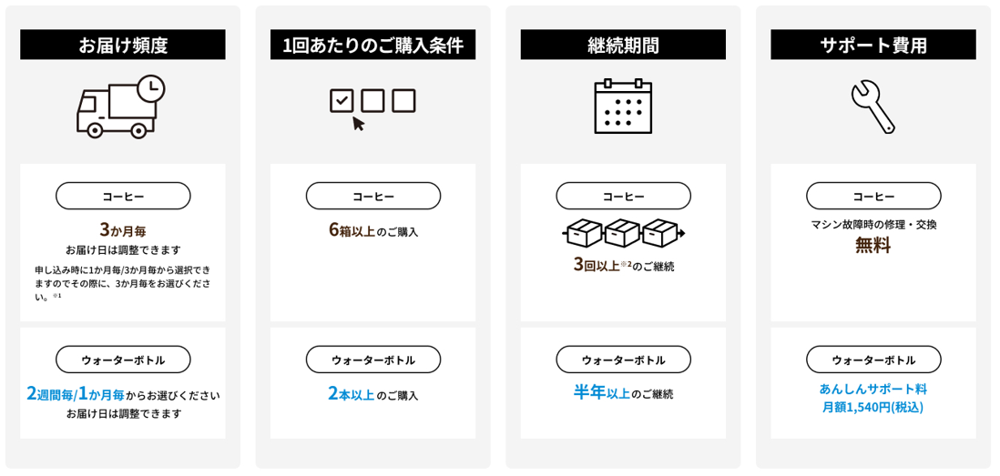 お届け頻度
コーヒー
3か月毎
お届け日は調整できます
申し込み時に1か月毎/3か月毎から選択でき
ますのでその際に、3か月毎をお選びくださ
い。※1
ウォーターボトル
2週間毎/1か月毎からお選びください
お届け日は調整できます
1回あたりのご購入条件
コーヒー
6箱以上のご購入
ウォーターボトル
2本以上のご購入
継続期間
コーヒー
3回以上※2のご継続
ウォーターボトル
半年以上のご継続
サポート費用
コーヒー
マシン故障時の修理・交換
無料
ウォーターボトル
あんしんサポート料
月額1,540円(税込)